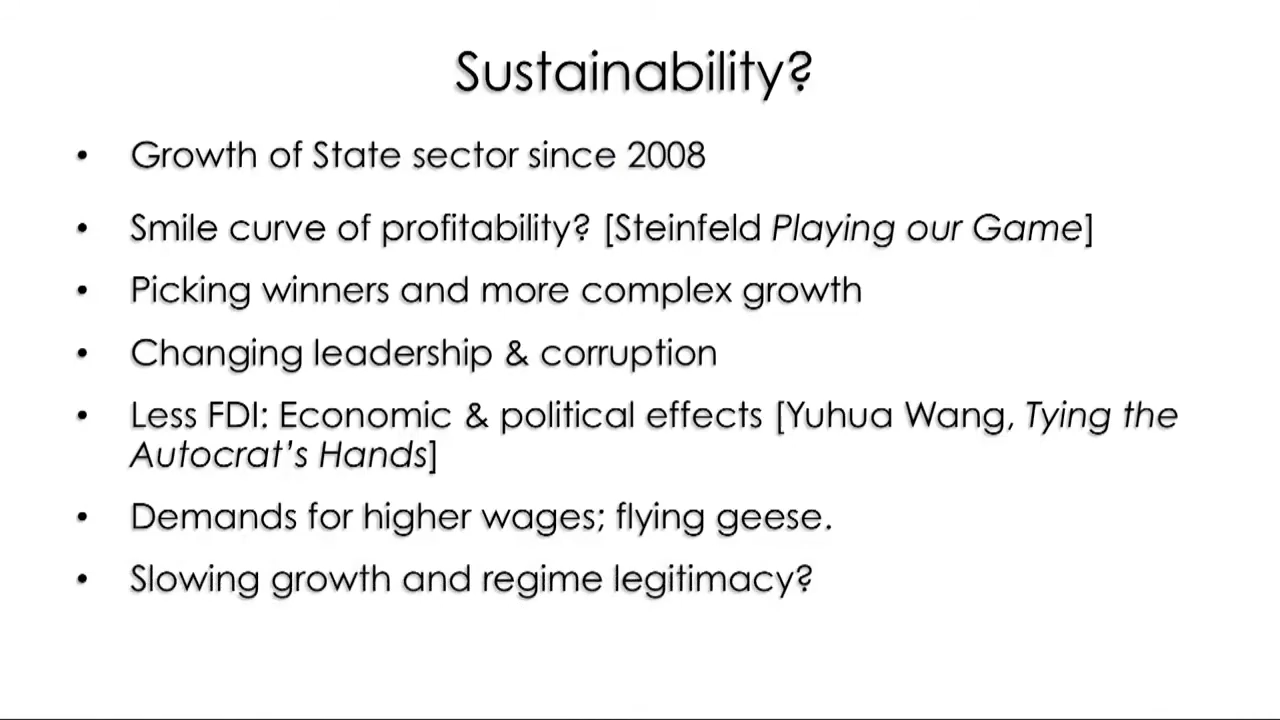 Sustainability?
• Growth of State sector since 2008
• Smile curve of profitability? [Steinfeld Playing our Game]
• Picking winners and more complex growth
• Changing leadership & corruption
• Less FDI: Economic & political effects [Yuhua Wang, Tying the
Autocrat’s Hands]
• Demands for higher wages; flying geese.
• Slowing growth and regime legitimacy?